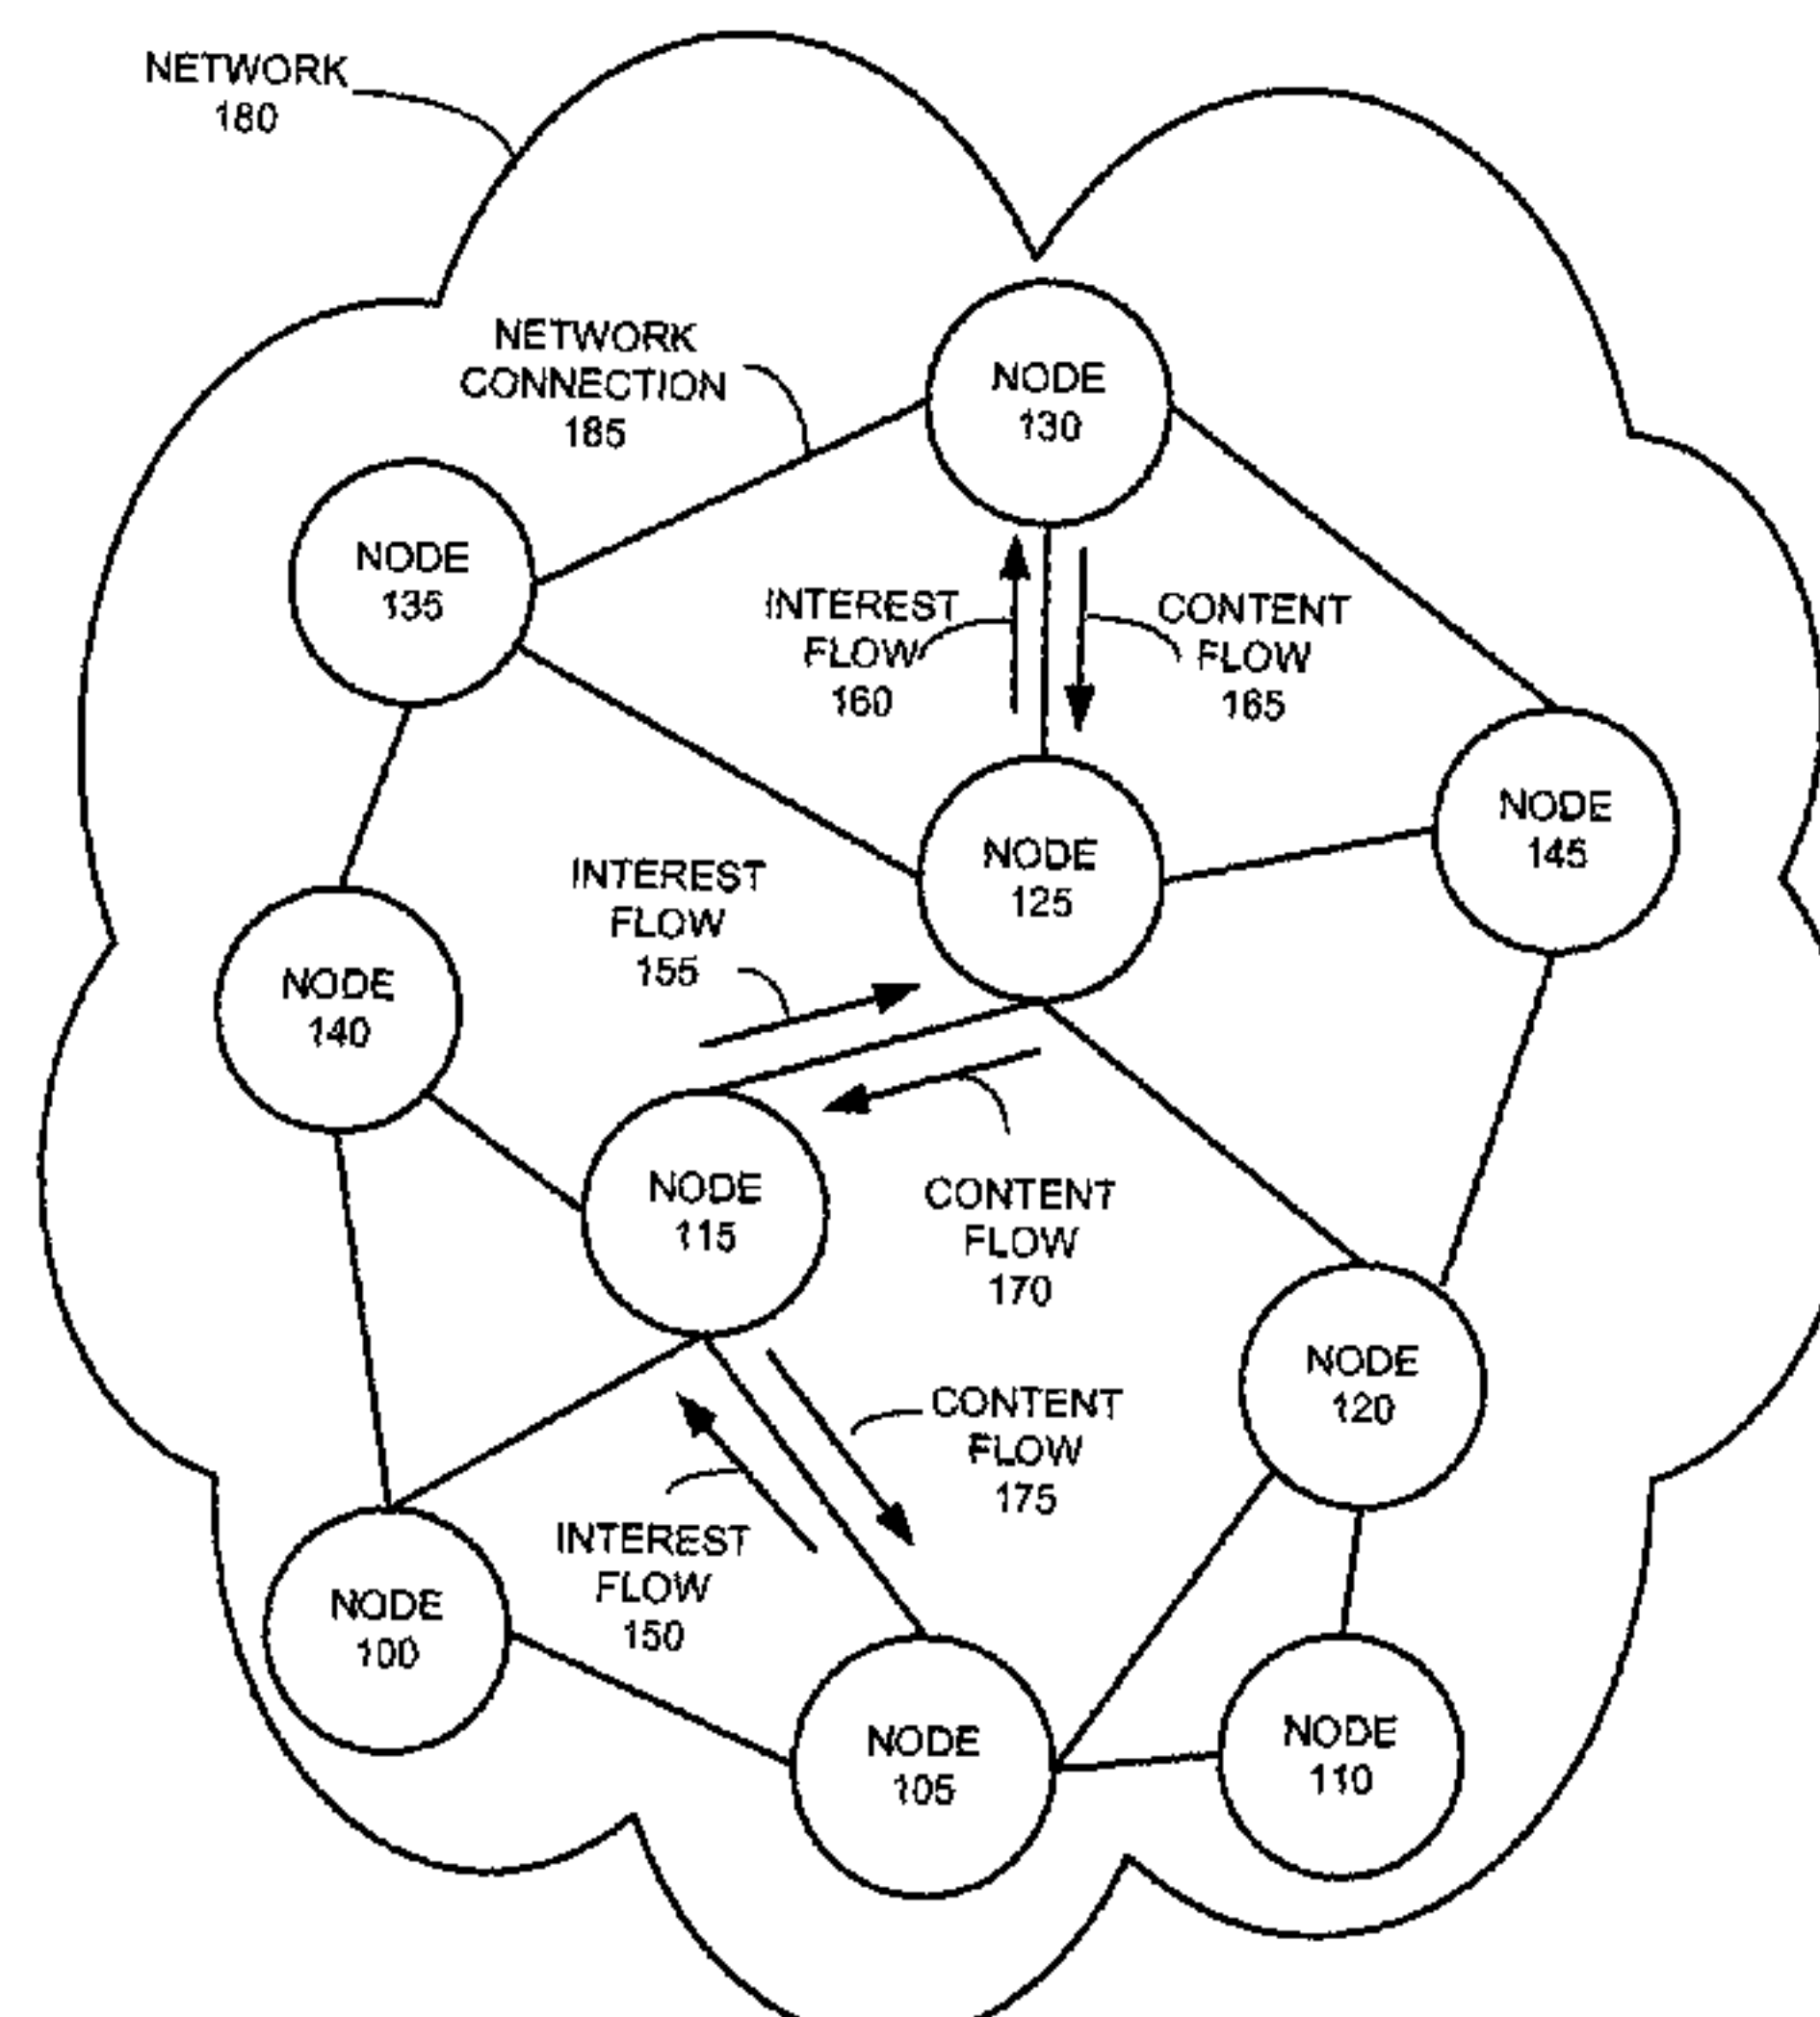 NETWORK
180
NETWORK
CONNECTION
185
NODE
130
NODE
135
INTEREST
FLOW
160
CONTENT
FLOW
165
NODE
145
NODE
125
INTEREST
FLOW
155
NODE
140
NODE
115
CONTENT
FLOW
170
NODE
120
CONTENT
FLOW
175
INTEREST
FLOW
150
NODE
100
NODE
105
NODE
110